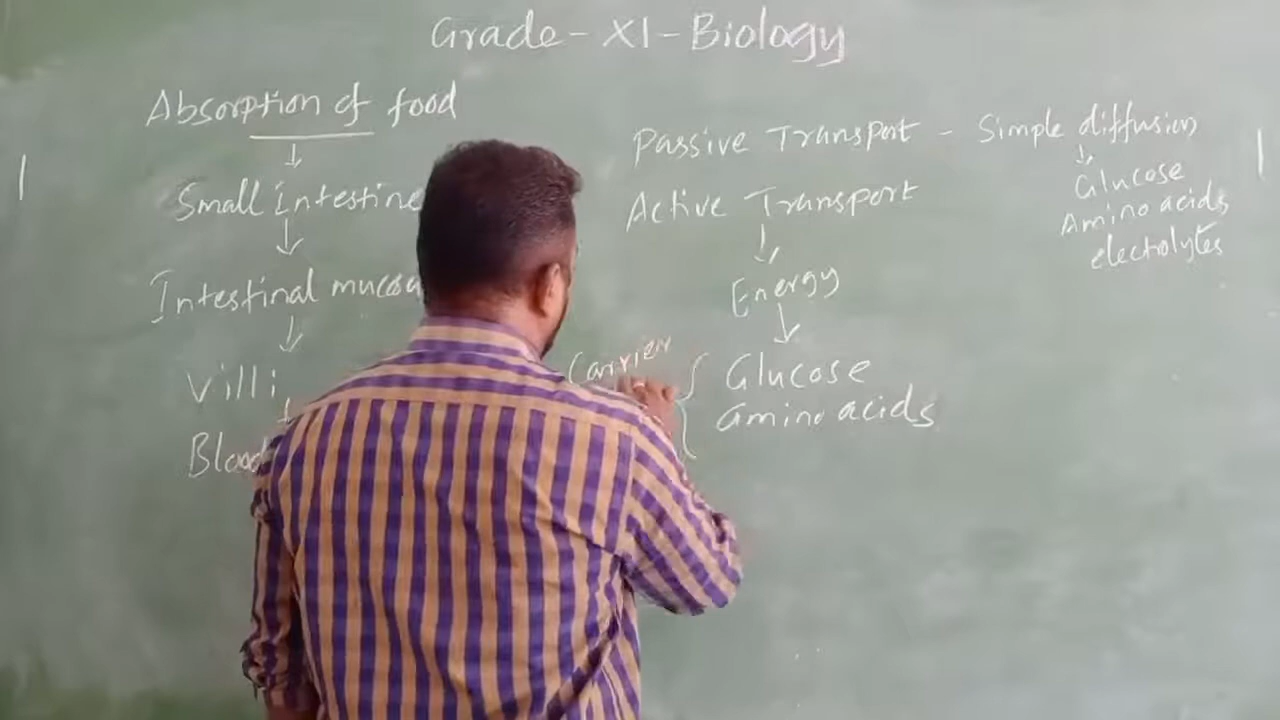 Grade - XI - Biology
Absorption of food
Small Intestine
Intestinal mucosa
Villi
Blood
Passive Transport - Simple diffusion
Glucose
Amino acids
electrolytes
Active Transport
Energy
Carrier
Glucose
amino acids